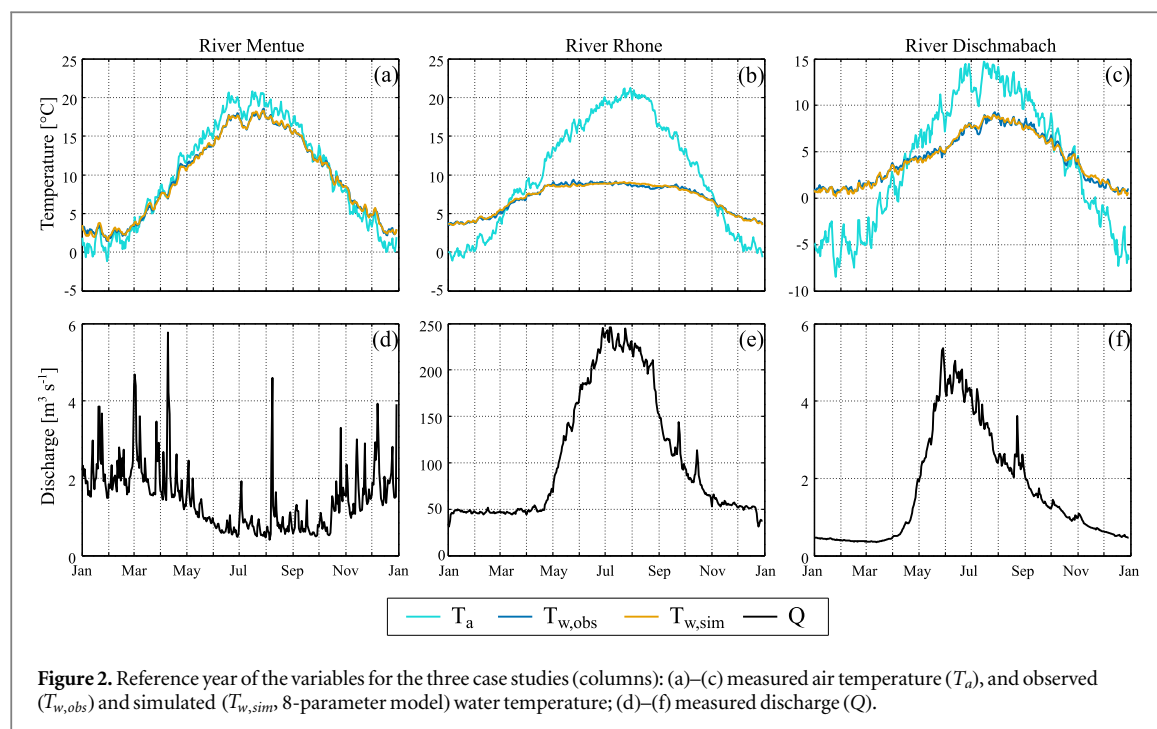 River Mentue
River Rhone
River Dischmabach
(a)
(b)
(c)
Temperature [°C]
25
20
15
10
5
0
-5
25
20
15
10
5
0
-5
15
10
5
0
-5
-10
(d)
(e)
(f)
Discharge [m³ s⁻¹]
6
4
2
0
250
200
150
100
50
0
6
4
2
0
Jan Mar May Jul Sep Nov Jan
Jan Mar May Jul Sep Nov Jan
Jan Mar May Jul Sep Nov Jan
Ta Tw,obs Tw,sim Q
Figure 2. Reference year of the variables for the three case studies (columns): (a)–(c) measured air temperature (Ta), and observed
(Tw,obs) and simulated (Tw,sim, 8-parameter model) water temperature; (d)–(f) measured discharge (Q).